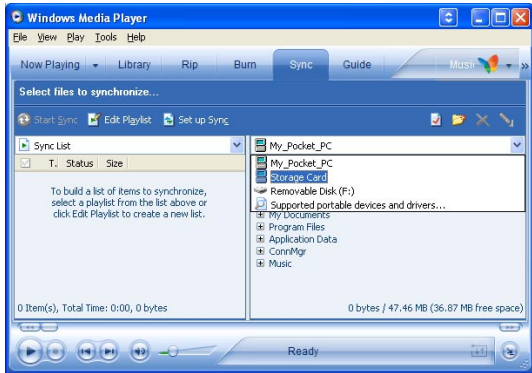 Windows Media Player
File View Play Tools Help
Now Playing Library Rip Burn Sync Guide Music
Select files to synchronize...
Start Sync Edit Playlist Set up Sync
Sync List
My_Pocket_PC
T. Status Size
My_Pocket_PC
Storage Card
Removable Disk (F:)
Supported portable devices and drivers...
To build a list of items to synchronize,
select a playlist from the list above or
click Edit Playlist to create a new list.
My Documents
Program Files
Application Data
ConnMgr
Music
0 Item(s), Total Time: 0:00, 0 bytes
0 bytes / 47.46 MB (36.87 MB free space)
Ready